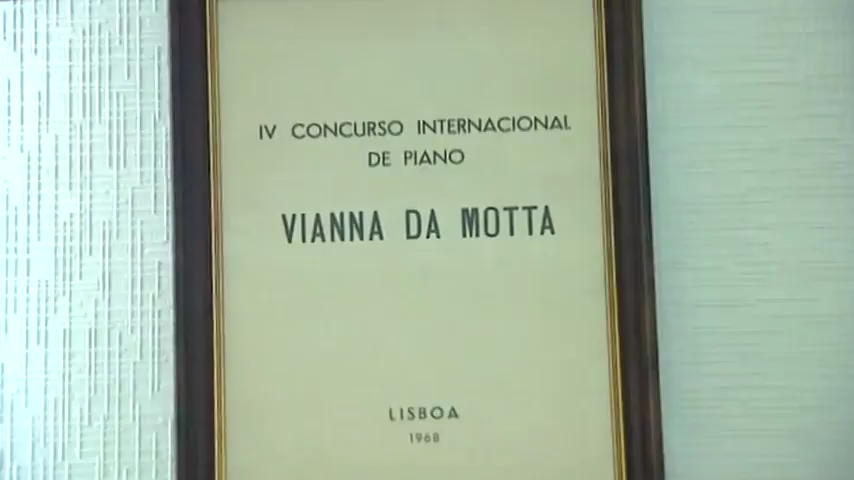 IV CONCURSO INTERNACIONAL
DE PIANO
VIANNA DA MOTTA
LISBOA
1968